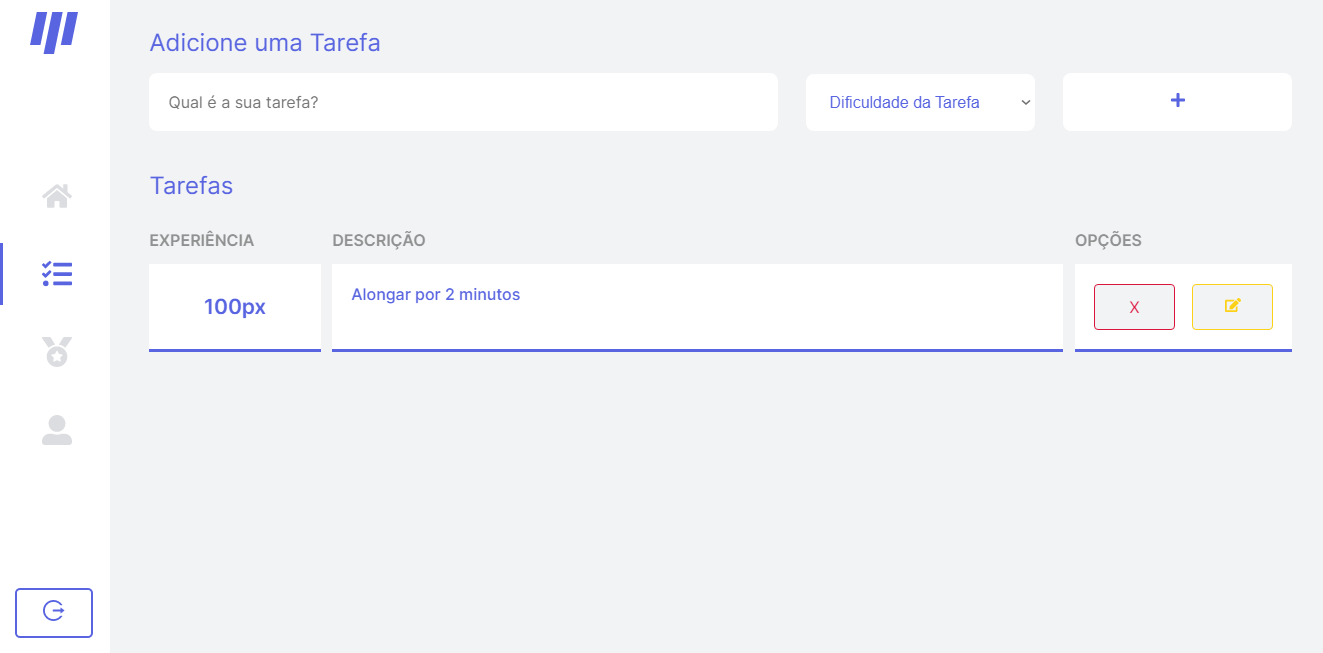 Adicione uma Tarefa
Qual é a sua tarefa?
Dificuldade da Tarefa
+
Tarefas
EXPERIÊNCIA
DESCRIÇÃO
OPÇÕES
100px
Alongar por 2 minutos
X